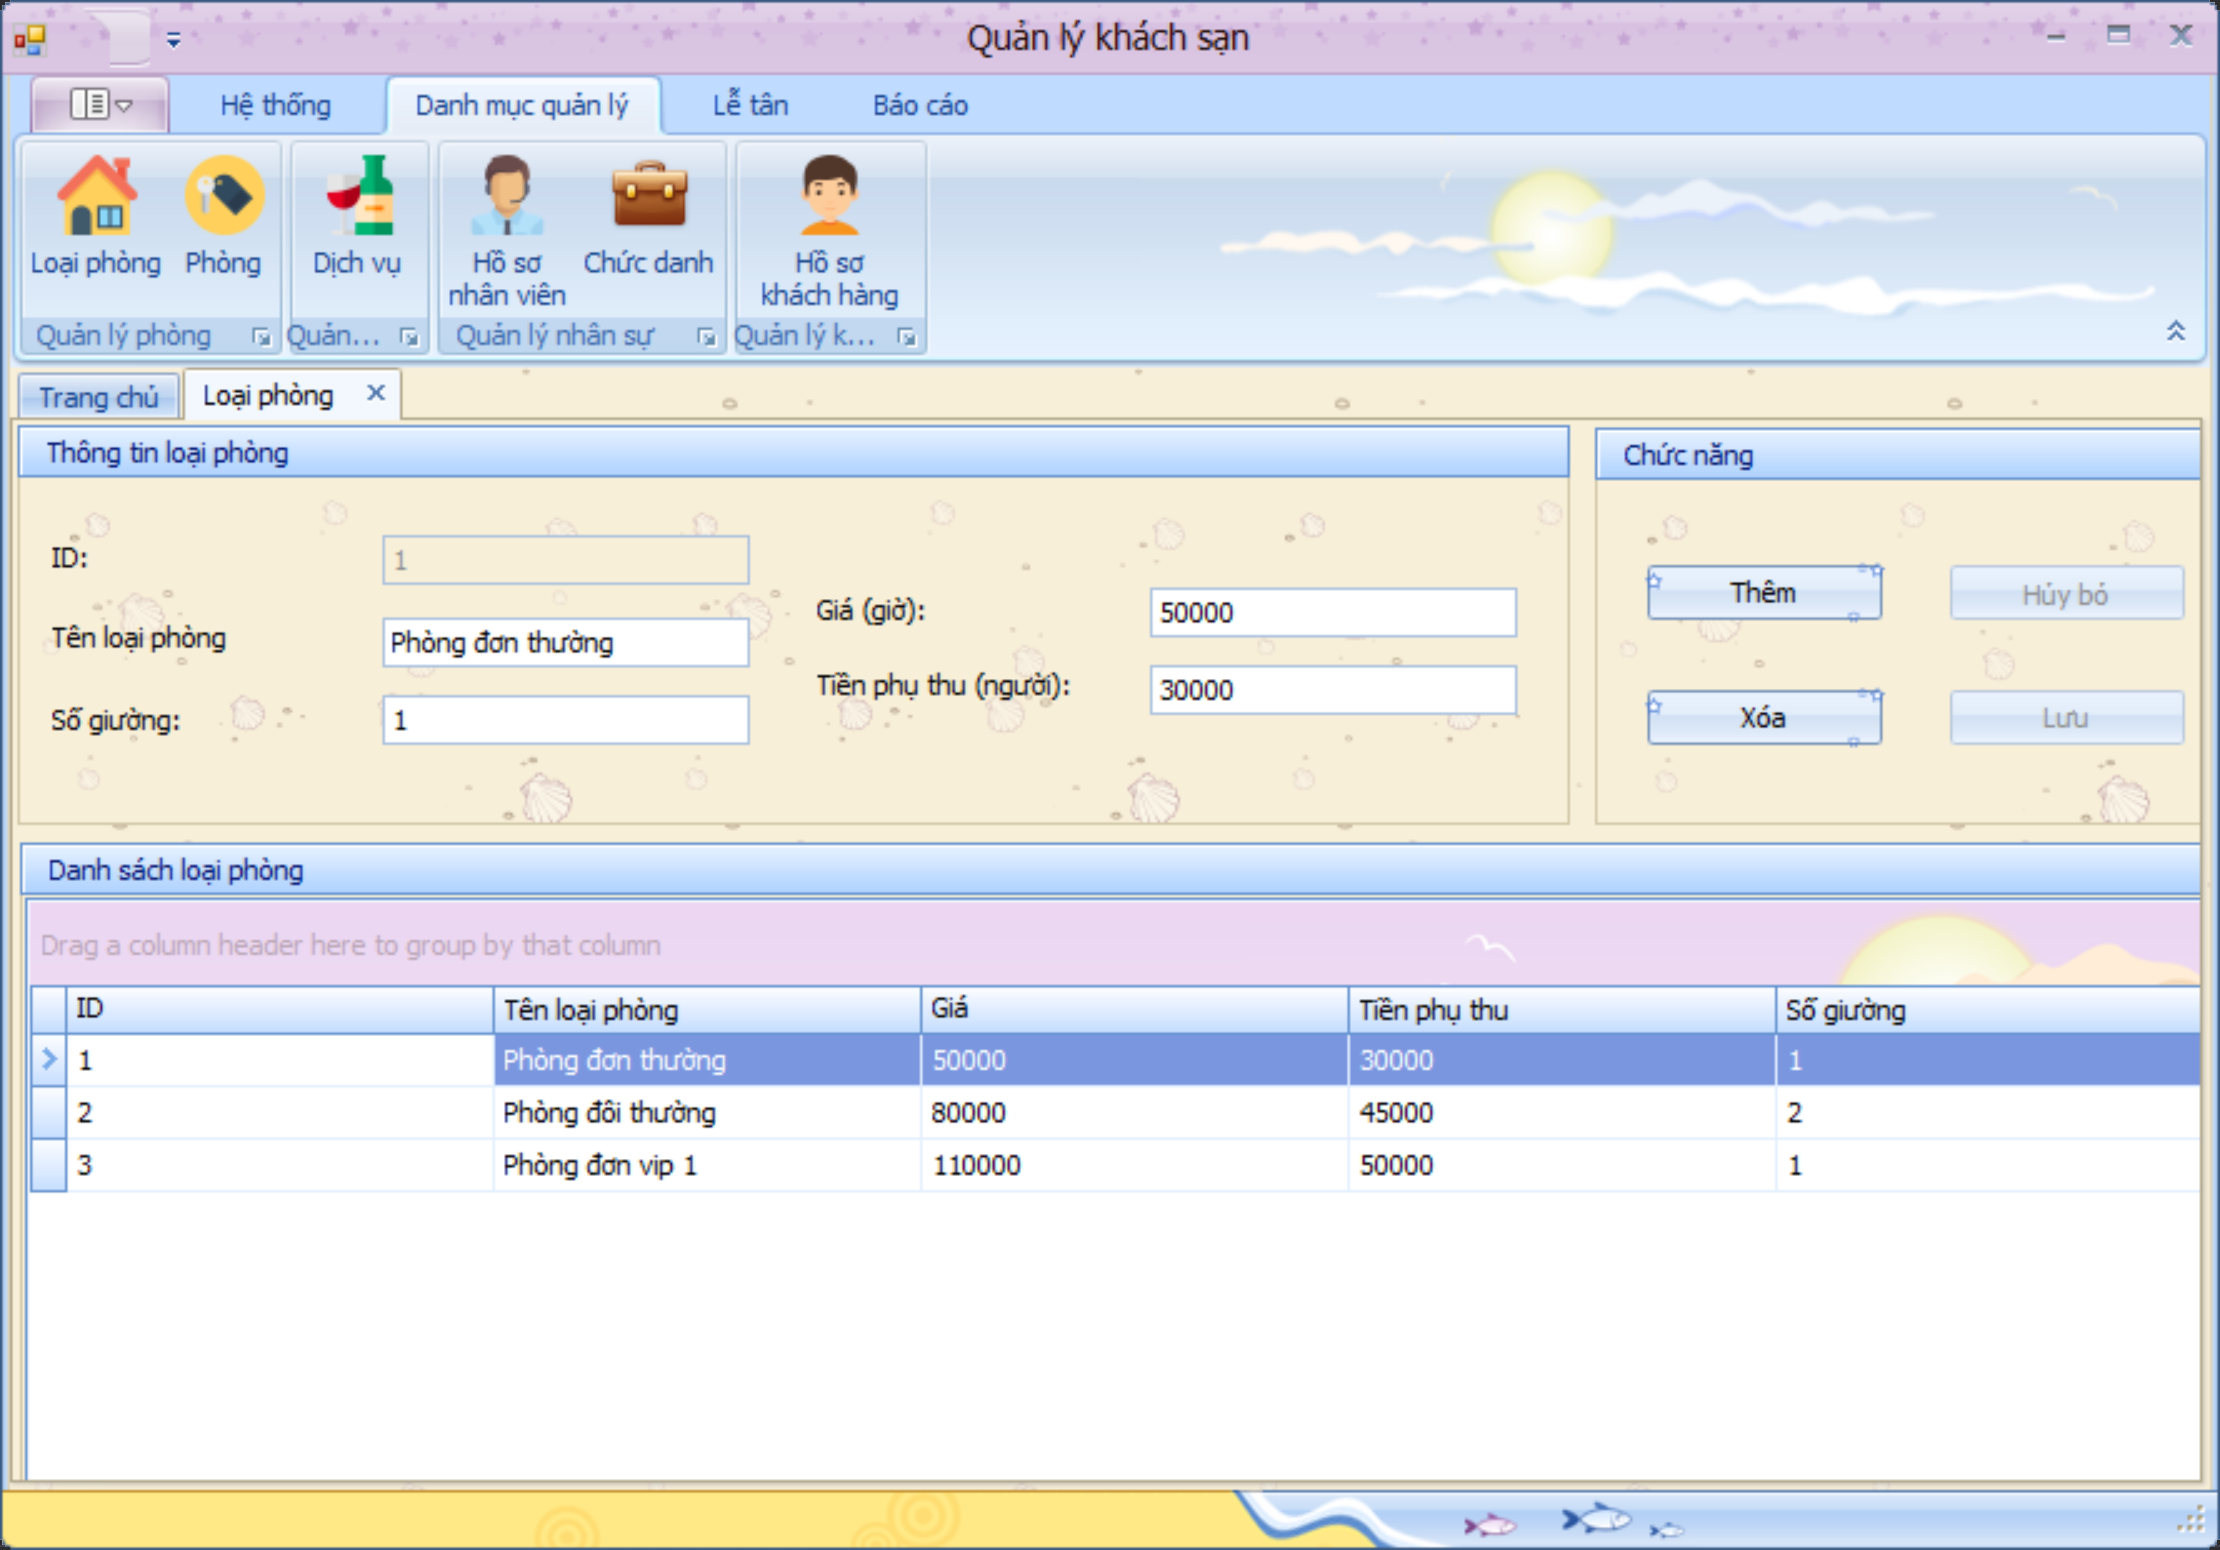 Quản lý khách sạn
Hệ thống Danh mục quản lý Lễ tân Báo cáo
Loại phòng Phòng Dịch vụ Hồ sơ nhân viên Chức danh Hồ sơ khách hàng
Quản lý phòng Quản... Quản lý nhân sự Quản lý k...
Trang chủ Loại phòng
Thông tin loại phòng
ID: 1
Tên loại phòng Phòng đơn thường
Số giường: 1
Giá (giờ): 50000
Tiền phụ thu (người): 30000
Chức năng
Thêm Hủy bỏ
Xóa Lưu
Danh sách loại phòng
Drag a column header here to group by that column
ID Tên loại phòng Giá Tiền phụ thu Số giường
1 Phòng đơn thường 50000 30000 1
2 Phòng đôi thường 80000 45000 2
3 Phòng đơn vip 1 110000 50000 1